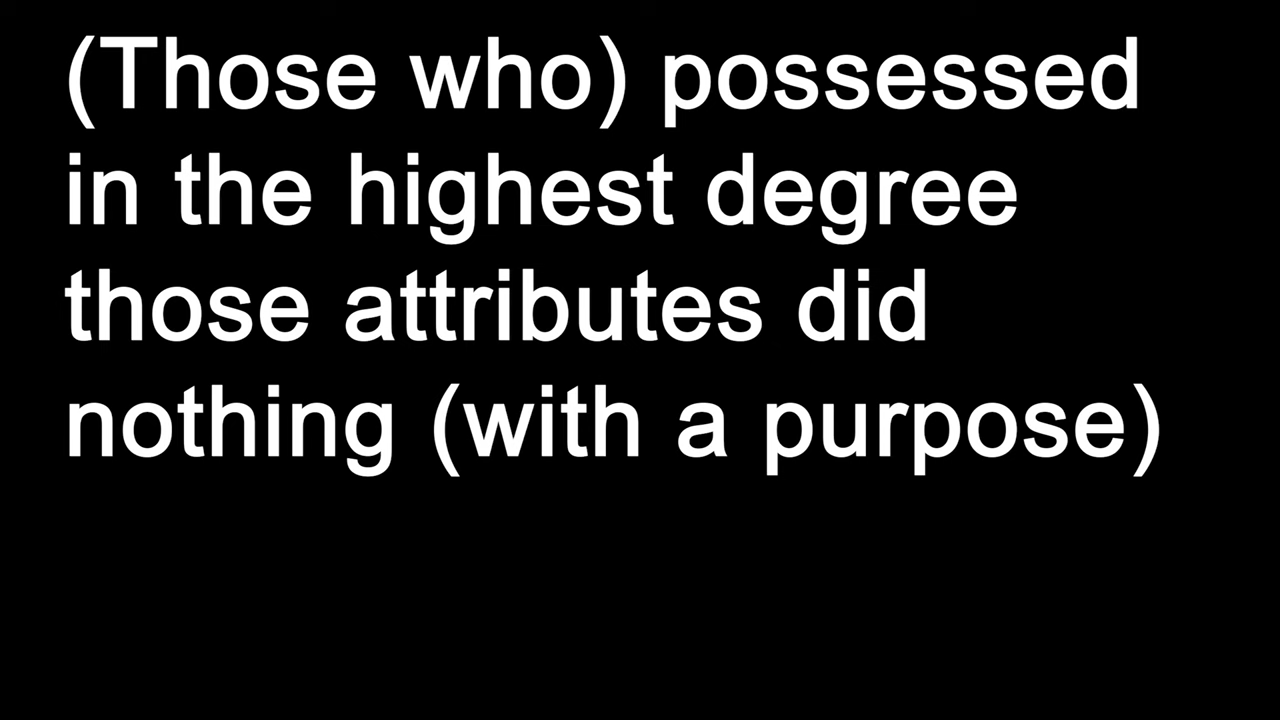 (Those who) possessed
in the highest degree
those attributes did
nothing (with a purpose)